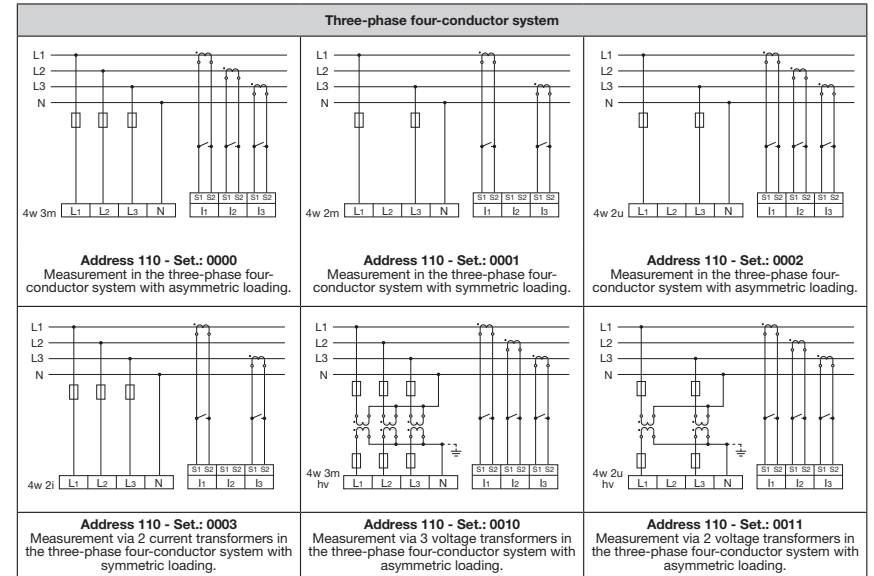 Three-phase four-conductor system
L1
L2
L3
N
S1 S2 S1 S2 S1 S2
4w 3m L1 L2 L3 N I1 I2 I3
Address 110 - Set.: 0000
Measurement in the three-phase four-
conductor system with asymmetric loading.
L1
L2
L3
N
S1 S2 S1 S2 S1 S2
4w 2m L1 L2 L3 N I1 I2 I3
Address 110 - Set.: 0001
Measurement in the three-phase four-
conductor system with symmetric loading.
L1
L2
L3
N
S1 S2 S1 S2 S1 S2
4w 2u L1 L2 L3 N I1 I2 I3
Address 110 - Set.: 0002
Measurement in the three-phase four-
conductor system with asymmetric loading.
L1
L2
L3
N
S1 S2 S1 S2 S1 S2
4w 2i L1 L2 L3 N I1 I2 I3
Address 110 - Set.: 0003
Measurement via 2 current transformers in
the three-phase four-conductor system with
symmetric loading.
L1
L2
L3
N
S1 S2 S1 S2 S1 S2
4w 3m
hv L1 L2 L3 N I1 I2 I3
Address 110 - Set.: 0010
Measurement via 3 voltage transformers in
the three-phase four-conductor system with
asymmetric loading.
L1
L2
L3
N
S1 S2 S1 S2 S1 S2
4w 2u
hv L1 L2 L3 N I1 I2 I3
Address 110 - Set.: 0011
Measurement via 2 voltage transformers in
the three-phase four-conductor system with
asymmetric loading.